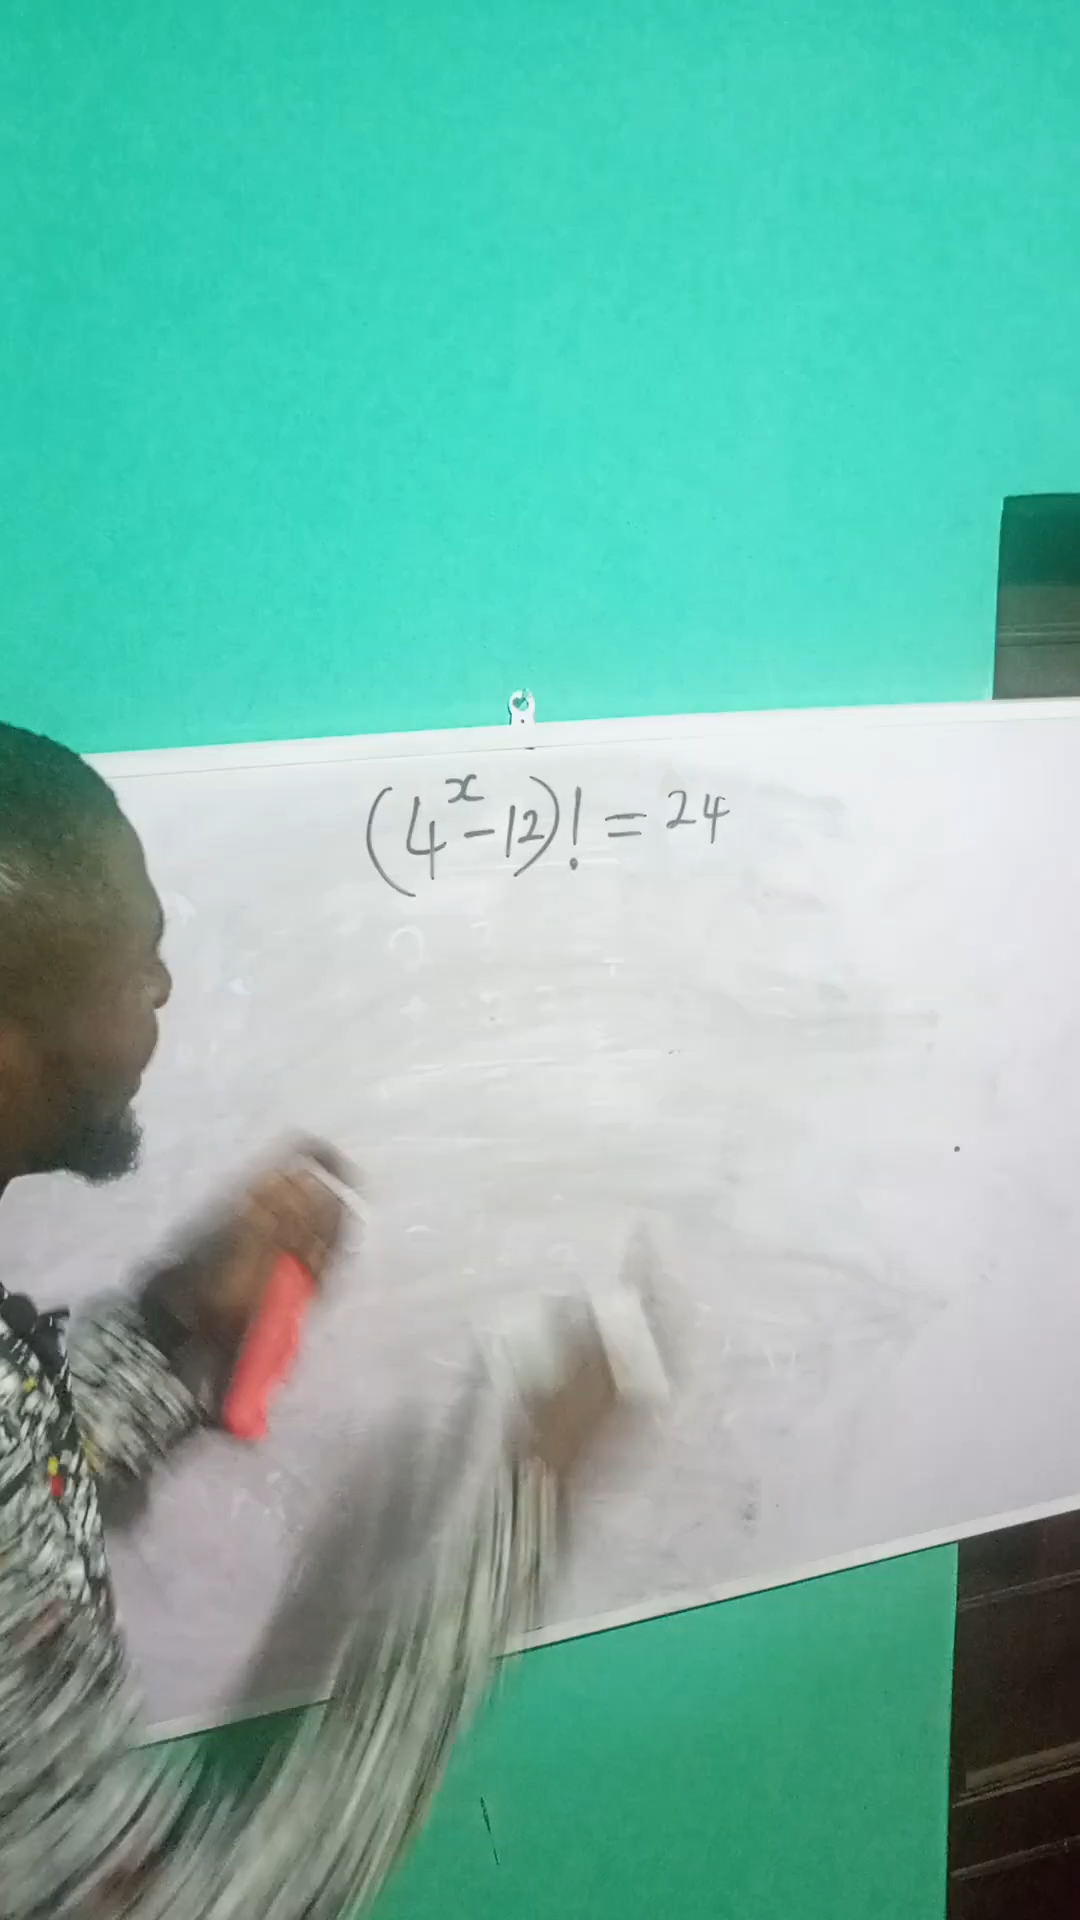 (4^x-12)! = 24